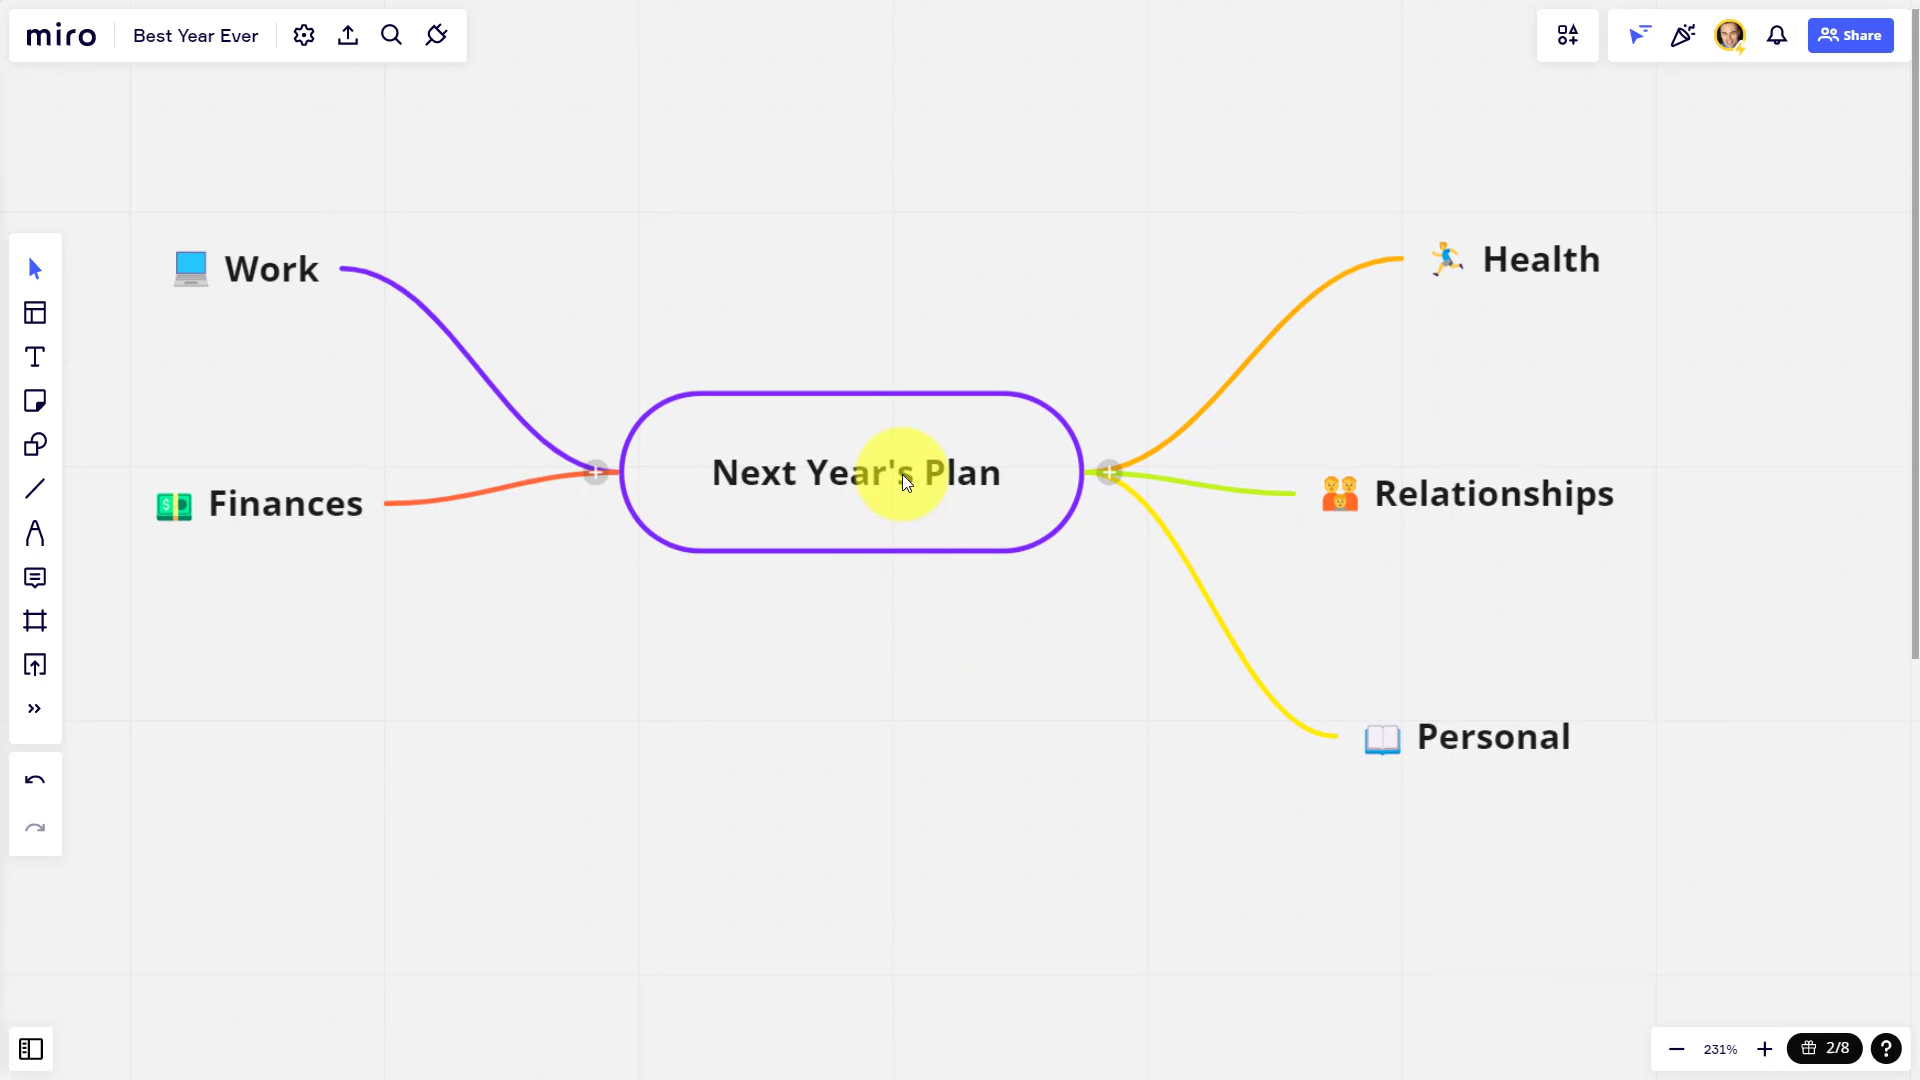 miro
Best Year Ever
Share
Work
Health
Next Year's Plan
Finances
Relationships
Personal
231%
2/8